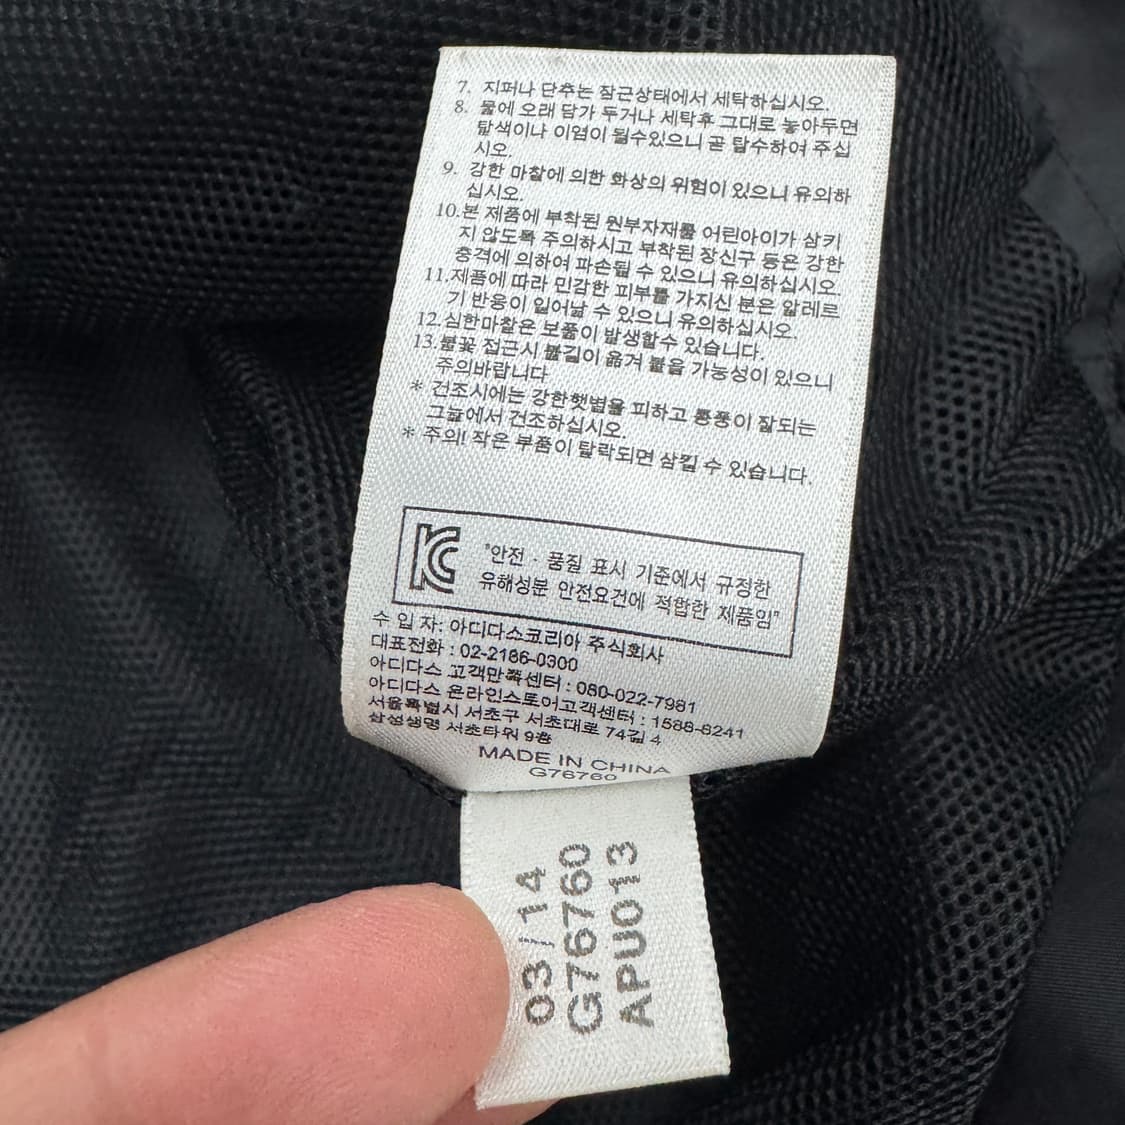 7. 지퍼나 단추는 잠근상태에서 세탁하십시오.
8. 물에 오래 담가 두거나 세탁후 그대로 놓아두면
탈색이나 이염이 될수있으니 곧 탈수하여 주십
시오.
9. 강한 마찰에 의한 화상의 위험이 있으니 유의하
십시오.
10.본 제품에 부착된 원부자재를 어린아이가 삼키
지 않도록 주의하시고 부착된 장신구 등은 강한
충격에 의하여 파손될 수 있으니 유의하십시오.
11.제품에 따라 민감한 피부를 가지신 분은 알레르
기 반응이 일어날 수 있으니 유의하십시오.
12.심한마찰은 보풀이 발생할수 있습니다.
13.불꽃 접근시 불길이 옮겨 붙을 가능성이 있으니
주의바랍니다
* 건조시에는 강한햇볕을 피하고 통풍이 잘되는
그늘에서 건조하십시오.
* 주의! 작은 부품이 탈락되면 삼킬 수 있습니다.
KC
"안전 · 품질 표시 기준에서 규정한
유해성분 안전요건에 적합한 제품임"
수 입 자: 아디다스코리아 주식회사
대표전화 : 02-2186-0300
아디다스 고객만족센터 : 080-022-7981
아디다스 온라인스토어고객센터 : 1588-8241
서울특별시 서초구 서초대로 74길 4
삼성생명 서초타워 9층
MADE IN CHINA
G76760
03/14
G76760
APU013